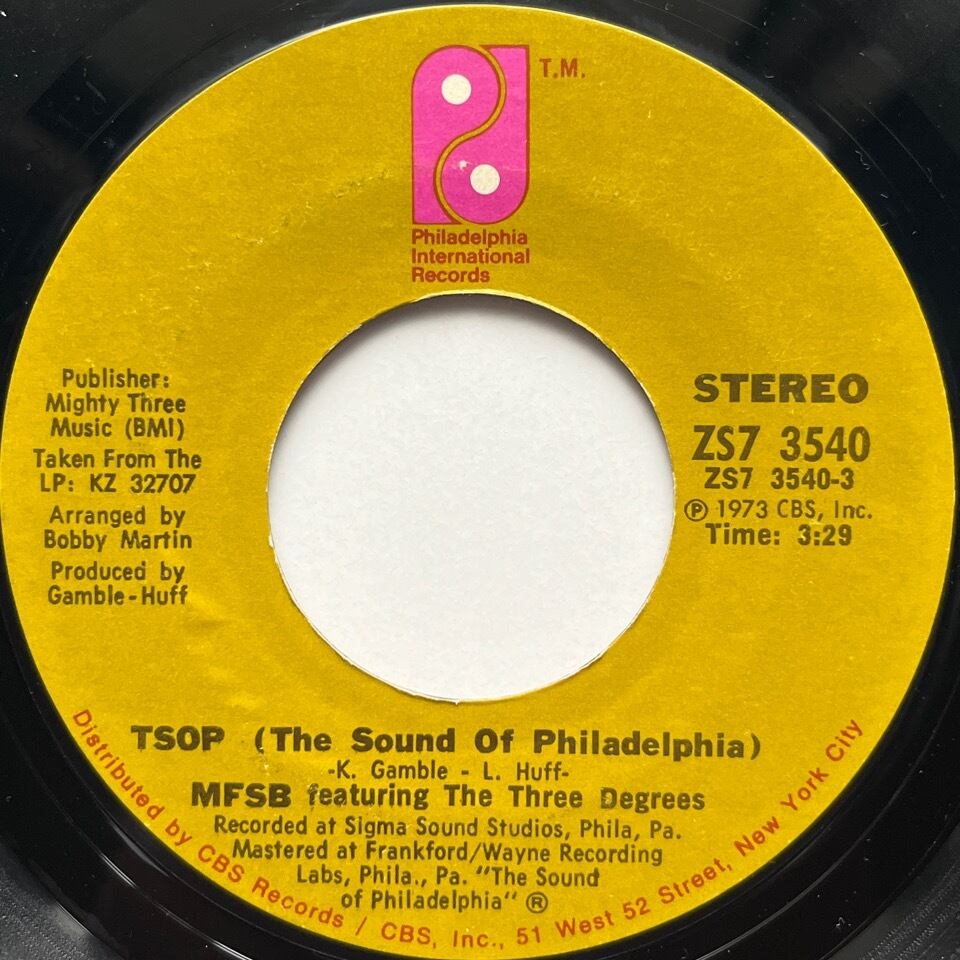 T.M.
Philadelphia
International
Records
Publisher:
Mighty Three
Music (BMI)
Taken From The
LP: KZ 32707
Arranged by
Bobby Martin
Produced by
Gamble-Huff
STEREO
ZS7 3540
ZS7 3540-3
Ⓟ 1973 CBS, Inc.
Time: 3:29
TSOP (The Sound Of Philadelphia)
-K. Gamble - L. Huff-
MFSB featuring The Three Degrees
Recorded at Sigma Sound Studios, Phila, Pa.
Mastered at Frankford/Wayne Recording
Labs, Phila., Pa. "The Sound
of Philadelphia" ®
Distributed by CBS Records / CBS, Inc., 51 West 52 Street, New York City